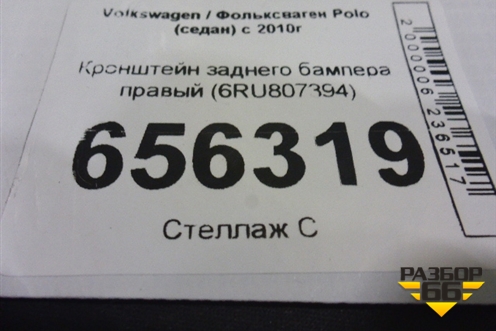 Volkswagen / Фольксваген Polo
(седан) с 2010г
Кронштейн заднего бампера
правый (6RU807394)
656319
Стеллаж С
2000006236517
РАЗБОР
66